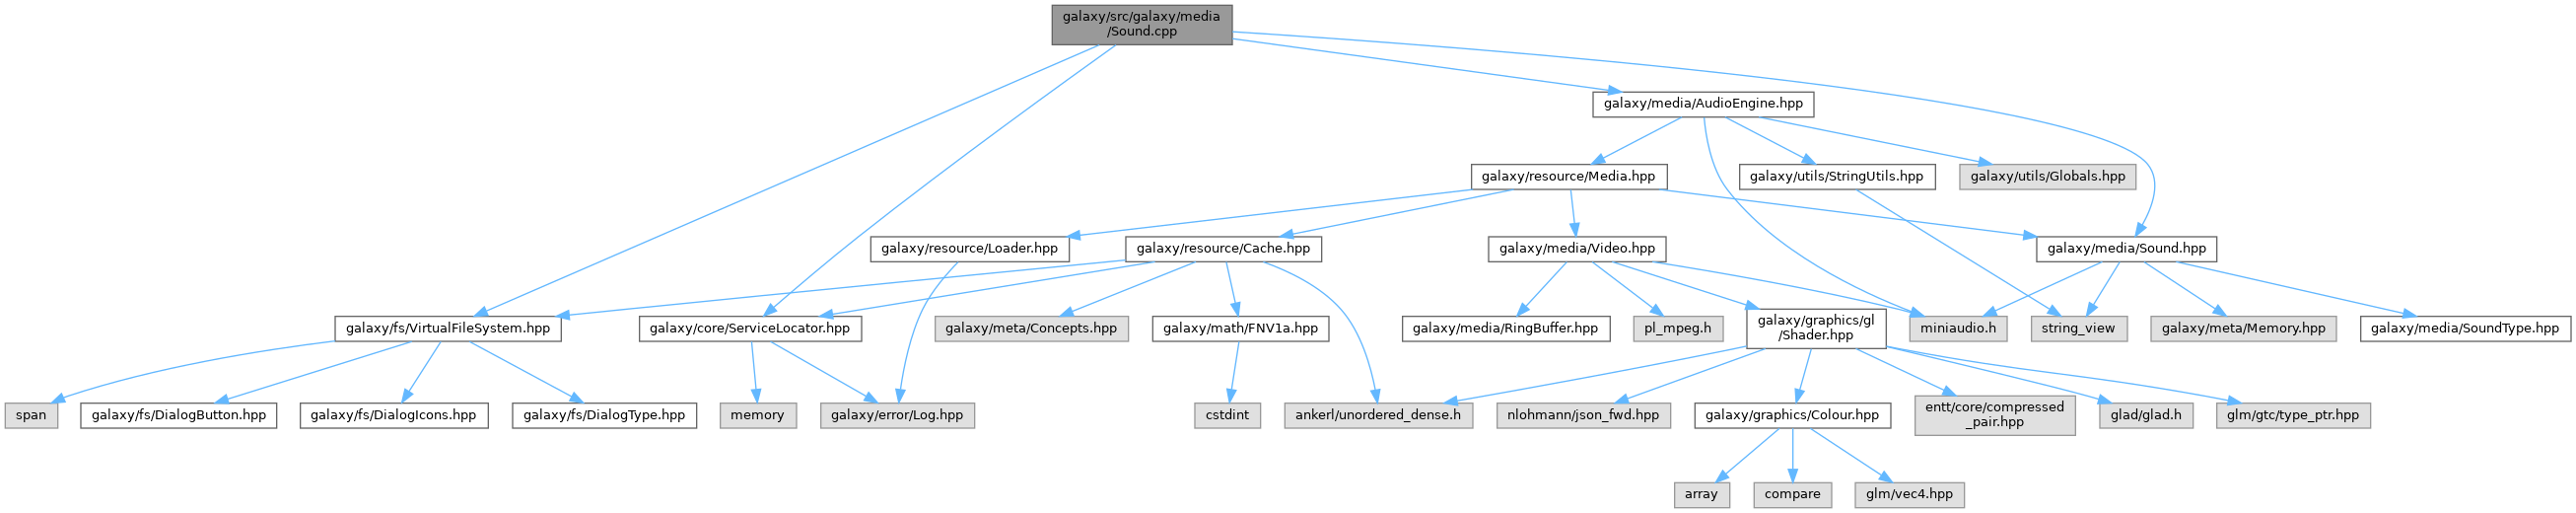 galaxy/src/galaxy/media
/Sound.cpp
galaxy/media/AudioEngine.hpp
galaxy/resource/Media.hpp
galaxy/utils/StringUtils.hpp
galaxy/utils/Globals.hpp
galaxy/resource/Loader.hpp
galaxy/resource/Cache.hpp
galaxy/media/Video.hpp
galaxy/media/Sound.hpp
galaxy/fs/VirtualFileSystem.hpp
galaxy/core/ServiceLocator.hpp
galaxy/meta/Concepts.hpp
galaxy/math/FNV1a.hpp
galaxy/media/RingBuffer.hpp
pl_mpeg.h
galaxy/graphics/gl
/Shader.hpp
miniaudio.h
string_view
galaxy/meta/Memory.hpp
galaxy/media/SoundType.hpp
span
galaxy/fs/DialogButton.hpp
galaxy/fs/DialogIcons.hpp
galaxy/fs/DialogType.hpp
memory
galaxy/error/Log.hpp
cstdint
ankerl/unordered_dense.h
nlohmann/json_fwd.hpp
galaxy/graphics/Colour.hpp
entt/core/compressed
_pair.hpp
glad/glad.h
glm/gtc/type_ptr.hpp
array
compare
glm/vec4.hpp